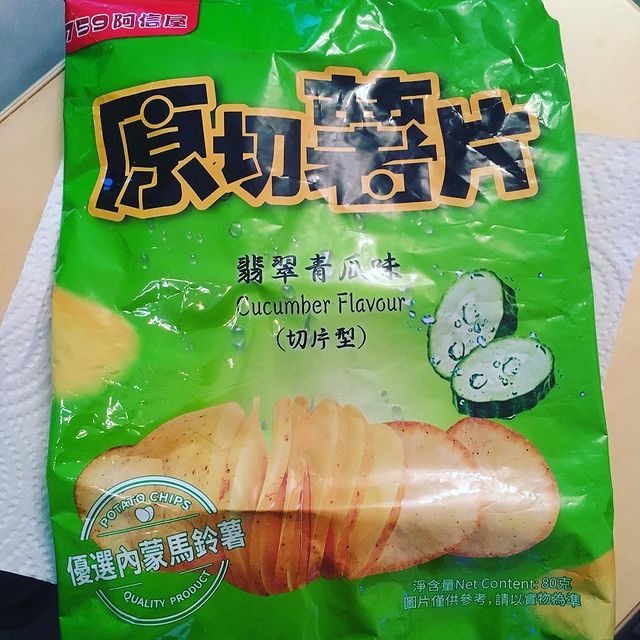 759阿信屋
原切薯片
翡翠青瓜味
Cucumber Flavour
(切片型)
POTATO CHIPS
優選內蒙馬鈴薯
QUALITY PRODUCT
淨含量Net Content: 80克
圖片僅供參考,請以實物為準